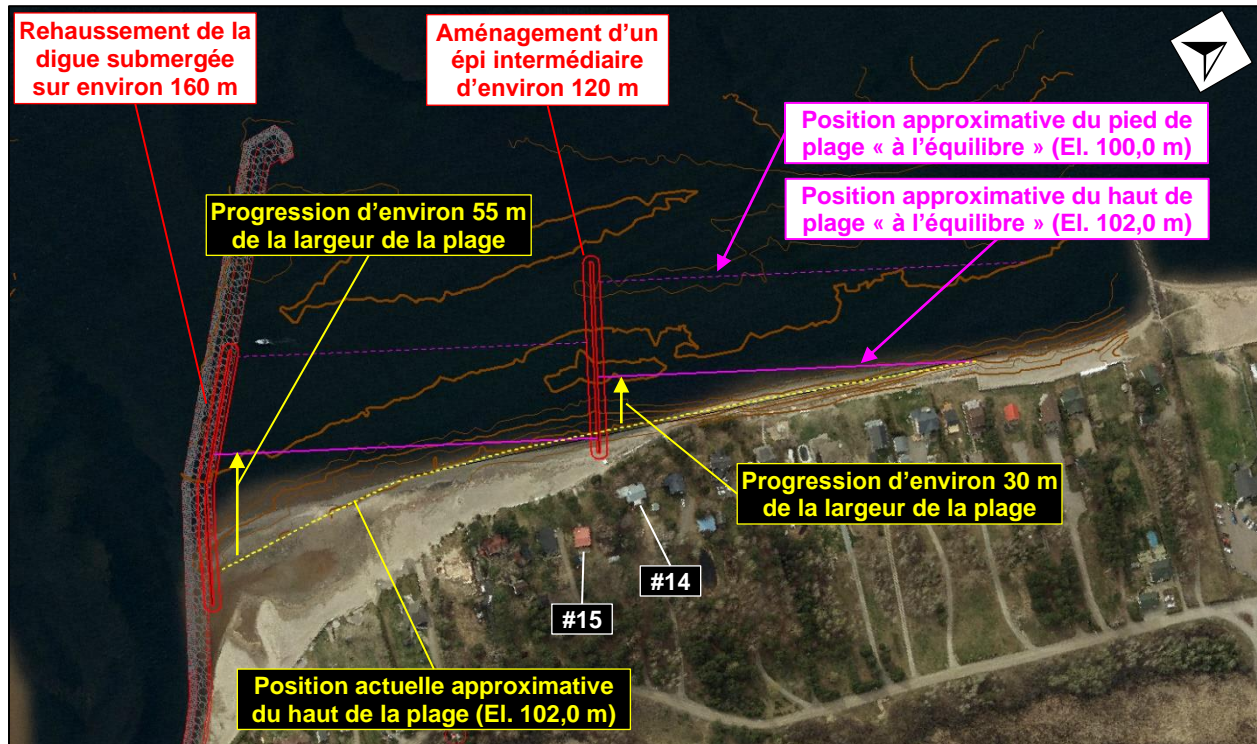 Rehaussement de la
digue submergée
sur environ 160 m
Aménagement d’un
épi intermédiaire
d’environ 120 m
Position approximative du pied de
plage « à l’équilibre » (El. 100,0 m)
Position approximative du haut de
plage « à l’équilibre » (El. 102,0 m)
Progression d’environ 55 m
de la largeur de la plage
Progression d’environ 30 m
de la largeur de la plage
#14
#15
Position actuelle approximative
du haut de la plage (El. 102,0 m)